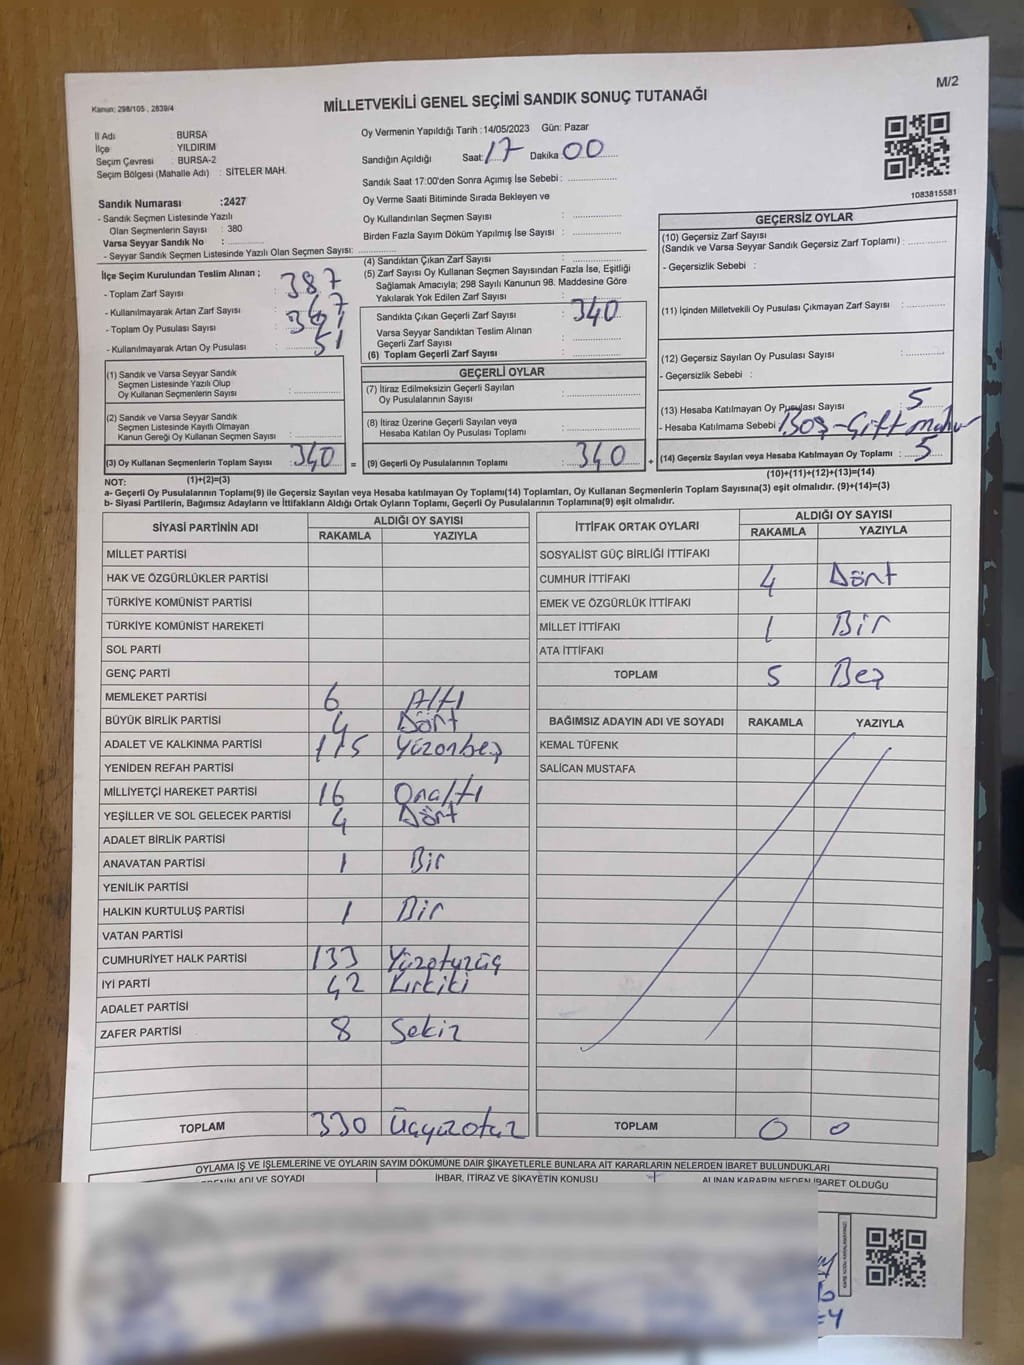 M/2
Kanun: 298/105 , 2839/4
MİLLETVEKİLİ GENEL SEÇİMİ SANDIK SONUÇ TUTANAĞI
İl Adı : BURSA
İlçe : YILDIRIM
Seçim Çevresi : BURSA-2
Seçim Bölgesi (Mahalle Adı) : SİTELER MAH.
Oy Vermenin Yapıldığı Tarih :14/05/2023 Gün: Pazar
Sandığın Açıldığı Saat: 17 Dakika 00
Sandık Saat 17:00'den Sonra Açımış İse Sebebi:
Oy Verme Saati Bitiminde Sırada Bekleyen ve
Oy Kullandırılan Seçmen Sayısı :
Birden Fazla Sayım Döküm Yapılmış İse Sayısı :
1083815581
Sandık Numarası :2427
- Sandık Seçmen Listesinde Yazılı
Olan Seçmenlerin Sayısı : 380
Varsa Seyyar Sandık No :
- Seyyar Sandık Seçmen Listesinde Yazılı Olan Seçmen Sayısı:
İlçe Seçim Kurulundan Teslim Alınan ;
- Toplam Zarf Sayısı : 387
- Kullanılmayarak Artan Zarf Sayısı : 47
- Toplam Oy Pusulası Sayısı :
- Kullanılmayarak Artan Oy Pusulası : 51
(4) Sandıktan Çıkan Zarf Sayısı :
(5) Zarf Sayısı Oy Kullanan Seçmen Sayısından Fazla İse, Eşitliği
Sağlamak Amacıyla; 298 Sayılı Kanunun 98. Maddesine Göre
Yakılarak Yok Edilen Zarf Sayısı :
Sandıkta Çıkan Geçerli Zarf Sayısı : 340
Varsa Seyyar Sandıktan Teslim Alınan
Geçerli Zarf Sayısı :
(6) Toplam Geçerli Zarf Sayısı :
GEÇERSİZ OYLAR
(10) Geçersiz Zarf Sayısı
(Sandık ve Varsa Seyyar Sandık Geçersiz Zarf Toplamı) :
- Geçersizlik Sebebi :
(11) İçinden Milletvekili Oy Pusulası Çıkmayan Zarf Sayısı :
(12) Geçersiz Sayılan Oy Pusulası Sayısı :
- Geçersizlik Sebebi :
(13) Hesaba Katılmayan Oy Pusulası Sayısı : 5
- Hesaba Katılmama Sebebi : Boş-Çift mühür
(14) Geçersiz Sayılan veya Hesaba Katılmayan Oy Toplamı : 5
(10)+(11)+(12)+(13)=(14)
(1) Sandık ve Varsa Seyyar Sandık
Seçmen Listesinde Yazılı Olup
Oy Kullanan Seçmenlerin Sayısı :
(2) Sandık ve Varsa Seyyar Sandık
Seçmen Listesinde Kayıtlı Olmayan
Kanun Gereği Oy Kullanan Seçmen Sayısı :
(3) Oy Kullanan Seçmenlerin Toplam Sayısı : 340
(1)+(2)=(3)
GEÇERLİ OYLAR
(7) İtiraz Edilmeksizin Geçerli Sayılan
Oy Pusulalarının Sayısı :
(8) İtiraz Üzerine Geçerli Sayılan veya
Hesaba Katılan Oy Pusulası Toplamı :
= (9) Geçerli Oy Pusulalarının Toplamı : 340 +
NOT:
a- Geçerli Oy Pusulalarının Toplamı(9) ile Geçersiz Sayılan veya Hesaba katılmayan Oy Toplamı(14) Toplamları, Oy Kullanan Seçmenlerin Toplam Sayısına(3) eşit olmalıdır. (9)+(14)=(3)
b- Siyasi Partilerin, Bağımsız Adayların ve İttifakların Aldığı Ortak Oyların Toplamı, Geçerli Oy Pusulalarının Toplamına(9) eşit olmalıdır.
SİYASİ PARTİNİN ADI ALDIĞI OY SAYISI
RAKAMLA YAZIYLA
MİLLET PARTİSİ
HAK VE ÖZGÜRLÜKLER PARTİSİ
TÜRKİYE KOMÜNİST PARTİSİ
TÜRKİYE KOMÜNİST HAREKETİ
SOL PARTİ
GENÇ PARTİ
MEMLEKET PARTİSİ 6 Altı
BÜYÜK BİRLİK PARTİSİ 4 Dört
ADALET VE KALKINMA PARTİSİ 115 Yüzonbeş
YENİDEN REFAH PARTİSİ
MİLLİYETÇİ HAREKET PARTİSİ 16 Onaltı
YEŞİLLER VE SOL GELECEK PARTİSİ 4 Dört
ADALET BİRLİK PARTİSİ
ANAVATAN PARTİSİ 1 Bir
YENİLİK PARTİSİ
HALKIN KURTULUŞ PARTİSİ 1 Bir
VATAN PARTİSİ
CUMHURİYET HALK PARTİSİ 133 Yüzotuzüç
İYİ PARTİ 42 Kırkiki
ADALET PARTİSİ
ZAFER PARTİSİ 8 Sekiz
TOPLAM 330 Üçyüzotuz
İTTİFAK ORTAK OYLARI ALDIĞI OY SAYISI
RAKAMLA YAZIYLA
SOSYALİST GÜÇ BİRLİĞİ İTTİFAKI
CUMHUR İTTİFAKI 4 Dört
EMEK VE ÖZGÜRLÜK İTTİFAKI
MİLLET İTTİFAKI 1 Bir
ATA İTTİFAKI
TOPLAM 5 Beş
BAĞIMSIZ ADAYIN ADI VE SOYADI RAKAMLA YAZIYLA
KEMAL TÜFENK
SALİCAN MUSTAFA
TOPLAM 0 0
OYLAMA İŞ VE İŞLEMLERİNE VE OYLARIN SAYIM DÖKÜMÜNE DAİR ŞİKAYETLERLE BUNLARA AİT KARARLARIN NELERDEN İBARET BULUNDUKLARI
ADI VE SOYADI İHBAR, İTİRAZ VE ŞİKAYETİN KONUSU ALINAN KARARIN NEDEN İBARET OLDUĞU